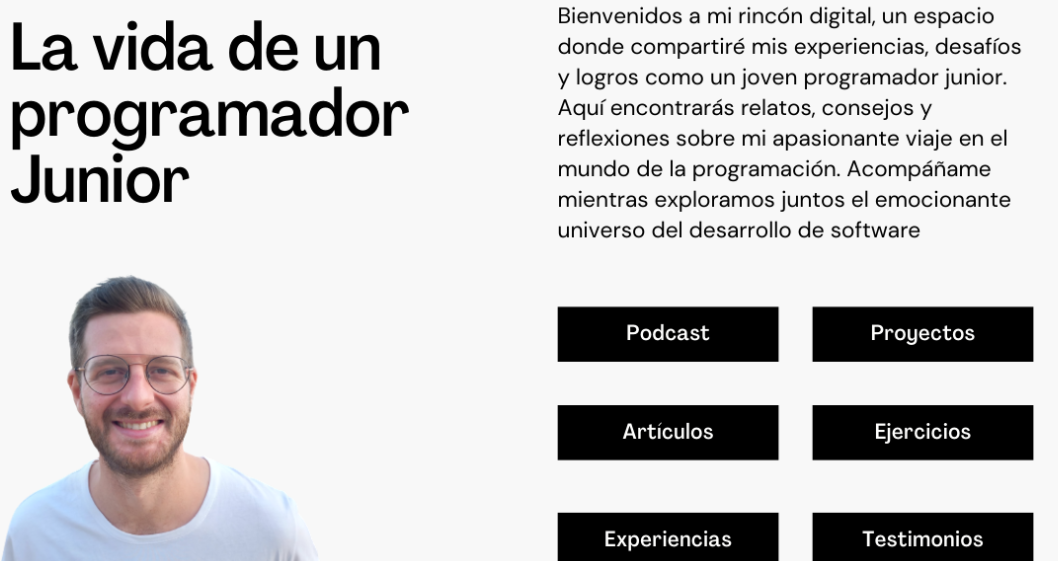 La vida de un
programador
Junior
Bienvenidos a mi rincón digital, un espacio
donde compartiré mis experiencias, desafíos
y logros como un joven programador junior.
Aquí encontrarás relatos, consejos y
reflexiones sobre mi apasionante viaje en el
mundo de la programación. Acompáñame
mientras exploramos juntos el emocionante
universo del desarrollo de software
Podcast
Proyectos
Artículos
Ejercicios
Experiencias
Testimonios